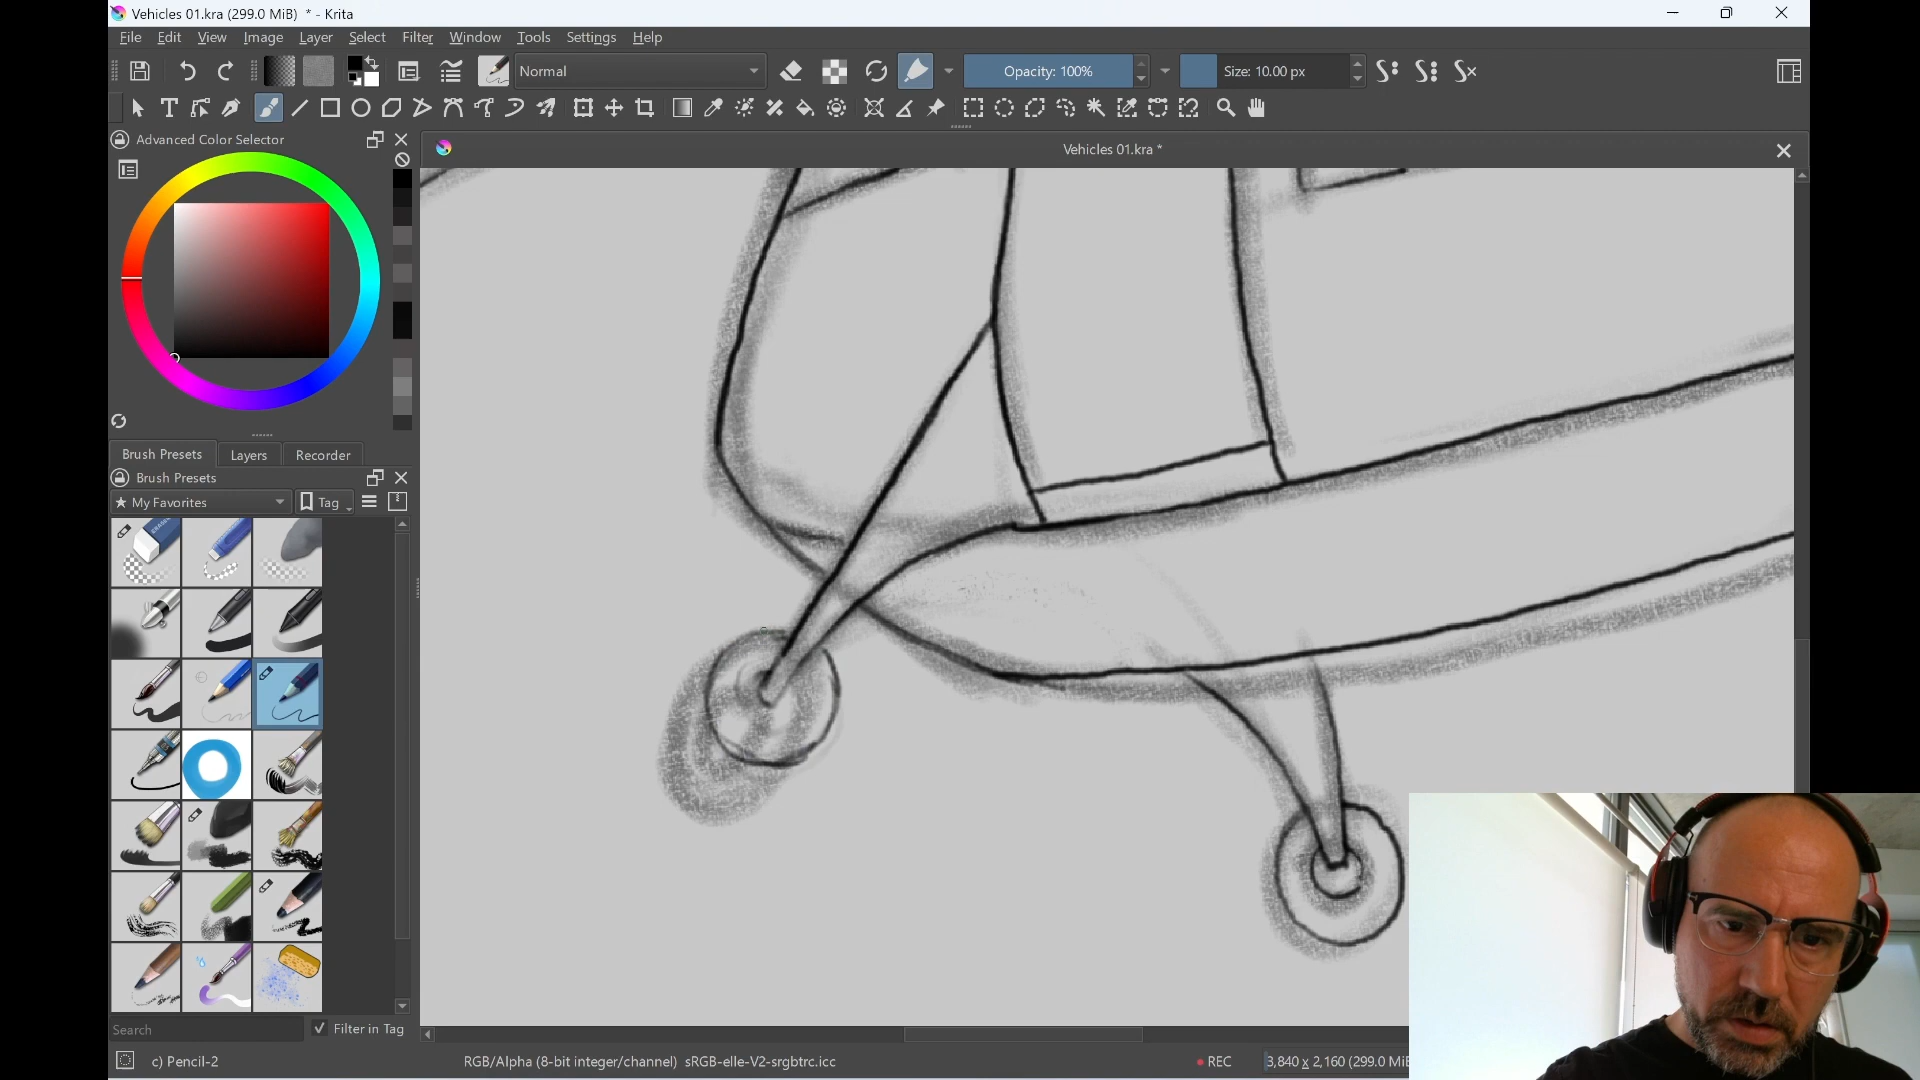 Vehicles 01.kra (299.0 MiB) * - Krita
File Edit View Image Layer Select Filter Window Tools Settings Help
Normal Opacity: 100% Size: 10.00 px
Advanced Color Selector
Vehicles 01.kra *
Brush Presets Layers Recorder
Brush Presets
★ My Favorites Tag
Search Filter in Tag
c) Pencil-2 RGB/Alpha (8-bit integer/channel) sRGB-elle-V2-srgbtrc.icc REC 3,840 x 2,160 (299.0 MiB